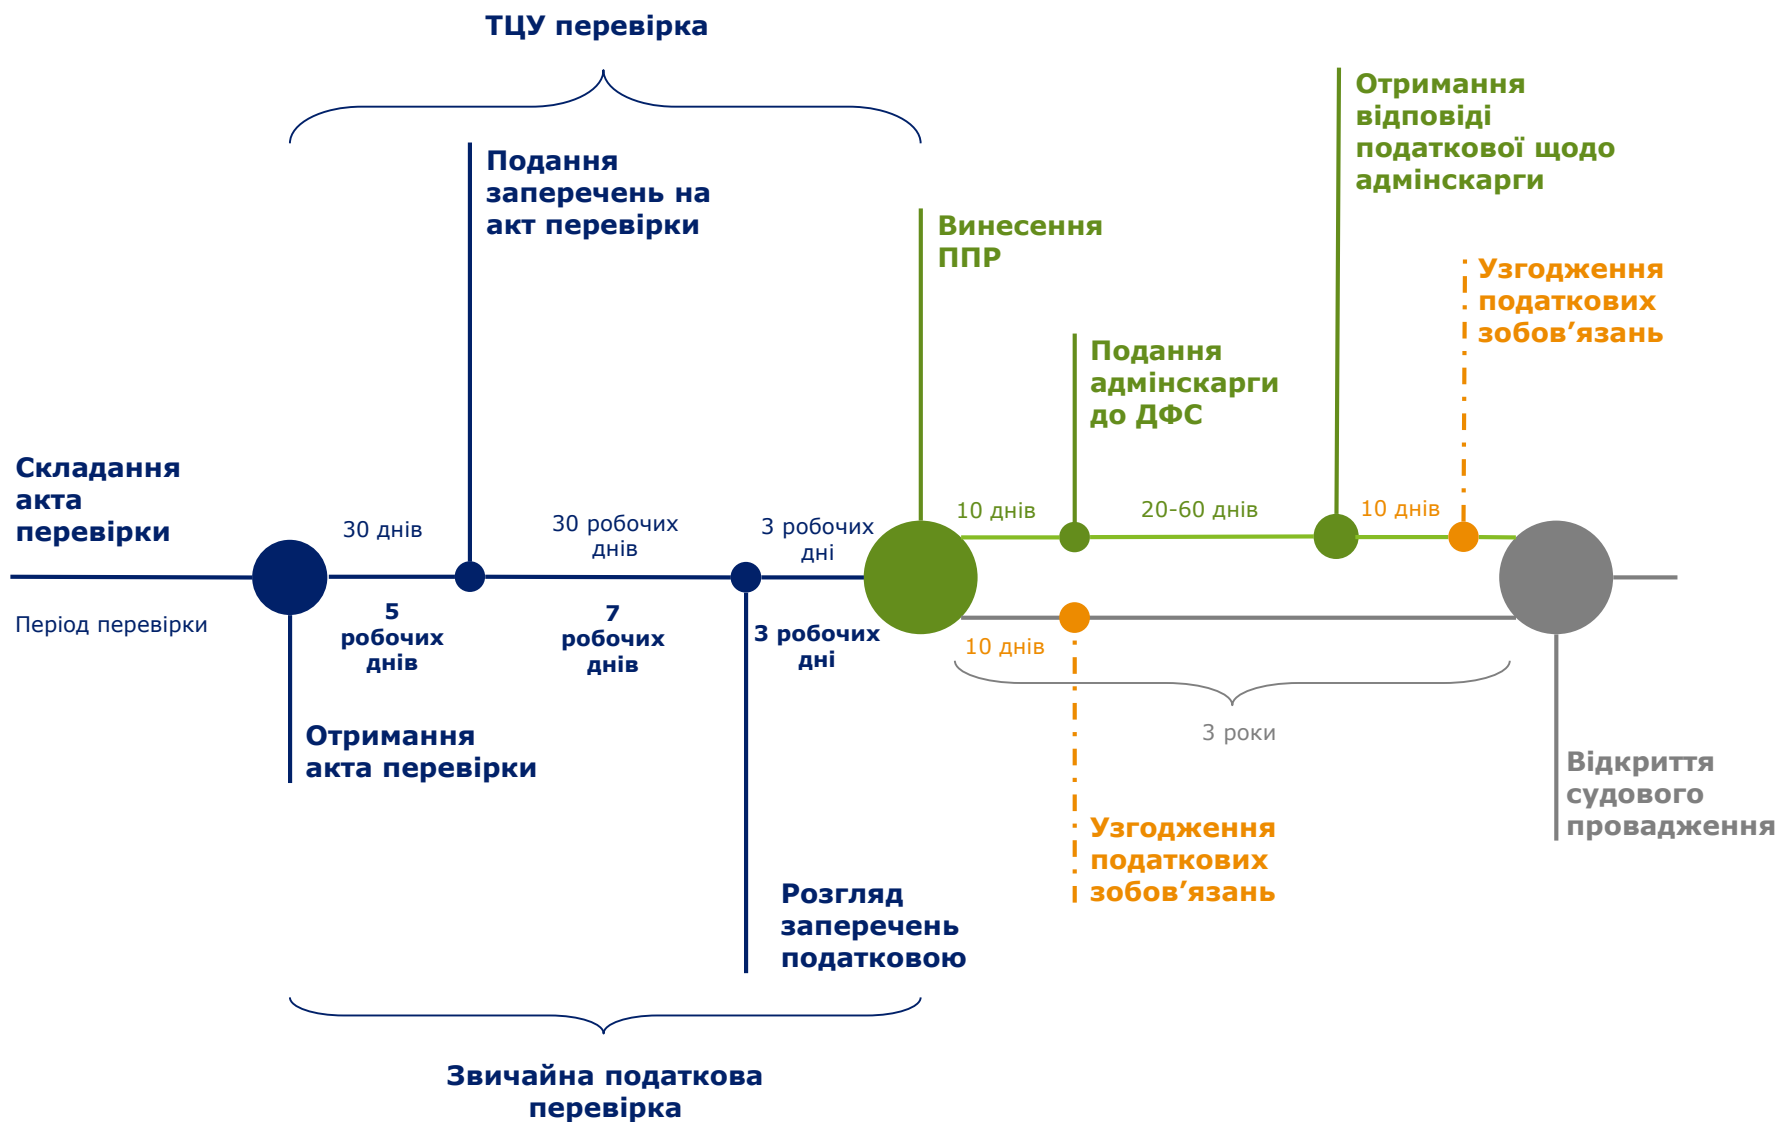 ТЦУ перевірка
Подання
заперечень на
акт перевірки
Отримання
відповіді
податкової щодо
адмінскарги
Винесення
ППР
Узгодження
податкових
зобов’язань
Подання
адмінскарги
до ДФС
Складання
акта
перевірки
30 днів
30 робочих
днів
3 робочих
дні
10 днів
20-60 днів
10 днів
Період перевірки
5
робочих
днів
7
робочих
днів
3 робочих
дні
10 днів
3 роки
Отримання
акта перевірки
Відкриття
судового
провадження
Узгодження
податкових
зобов’язань
Розгляд
заперечень
податковою
Звичайна податкова
перевірка